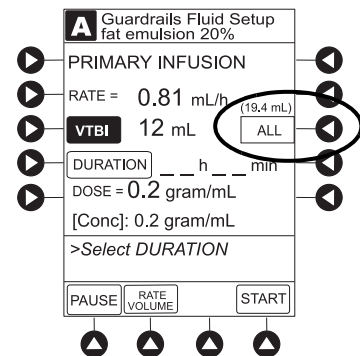 A Guardrails Fluid Setup
fat emulsion 20%
PRIMARY INFUSION
RATE = 0.81 mL/h
(19.4 mL)
VTBI 12 mL ALL
DURATION _ _ h _ _ min
DOSE = 0.2 gram/mL
[Conc]: 0.2 gram/mL
>Select DURATION
PAUSE RATE VOLUME START